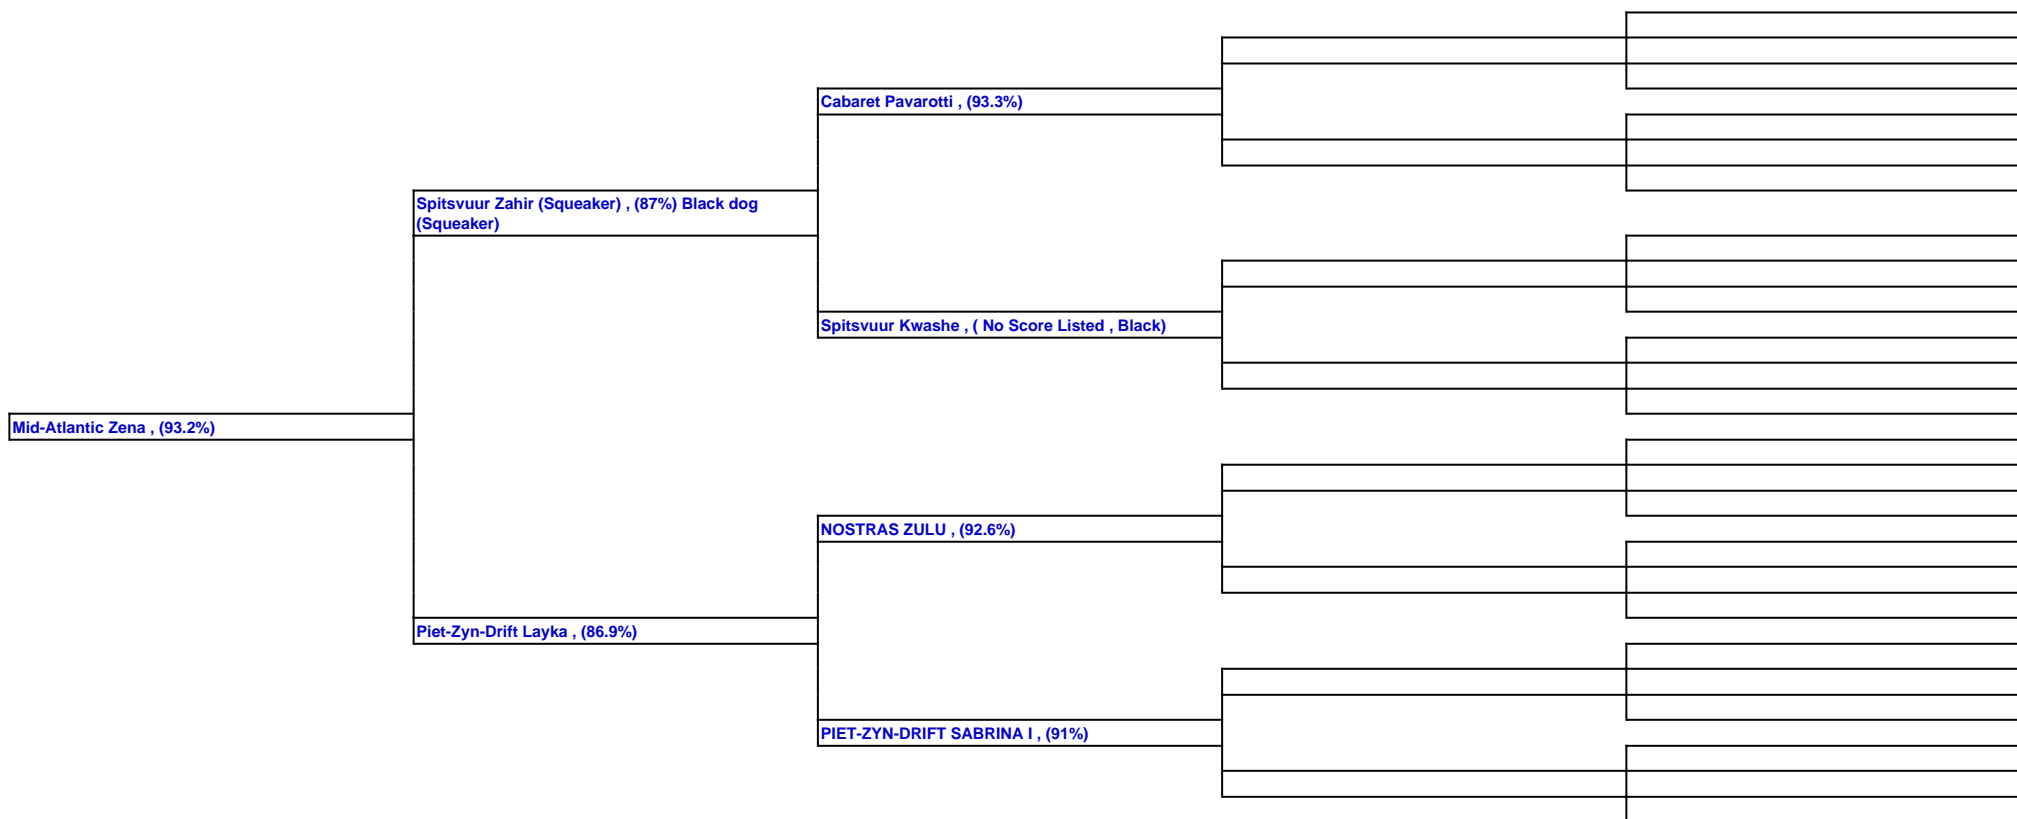 Cabaret Pavarotti , (93.3%)
Spitsvuur Zahir (Squeaker) , (87%) Black dog
(Squeaker)
Spitsvuur Kwashe , ( No Score Listed , Black)
Mid-Atlantic Zena , (93.2%)
NOSTRAS ZULU , (92.6%)
Piet-Zyn-Drift Layka , (86.9%)
PIET-ZYN-DRIFT SABRINA I , (91%)